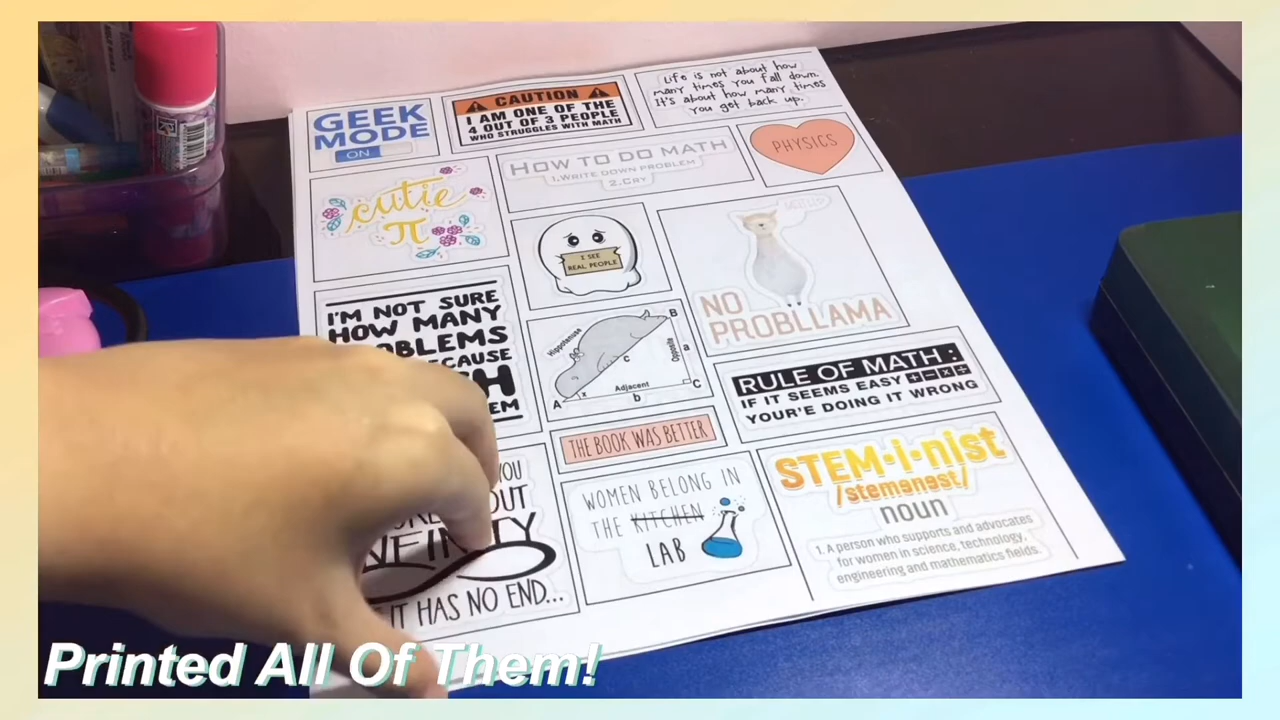 GEEK
MODE
ON
CAUTION
I AM ONE OF THE
4 OUT OF 3 PEOPLE
WHO STRUGGLES WITH MATH
Life is not about how
many times you fall down.
It's about how many times
you get back up.
HOW TO DO MATH
1.WRITE DOWN PROBLEM
2.CRY
PHYSICS
cutie
π
I SEE
REAL PEOPLE
NO
PROBLLAMA
I'M NOT SURE
HOW MANY
Hypotenuse
B
c
Opposite
a
Adjacent
A
x
b
C
RULE OF MATH :
IF IT SEEMS EASY +−×÷
YOUR'E DOING IT WRONG
THE BOOK WAS BETTER
YOU
IT HAS NO END...
WOMEN BELONG IN
THE KITCHEN
LAB
STEM·i·nist
/stemənəst/
noun
1. A person who supports and advocates
for women in science, technology,
engineering and mathematics fields.
Printed All Of Them!